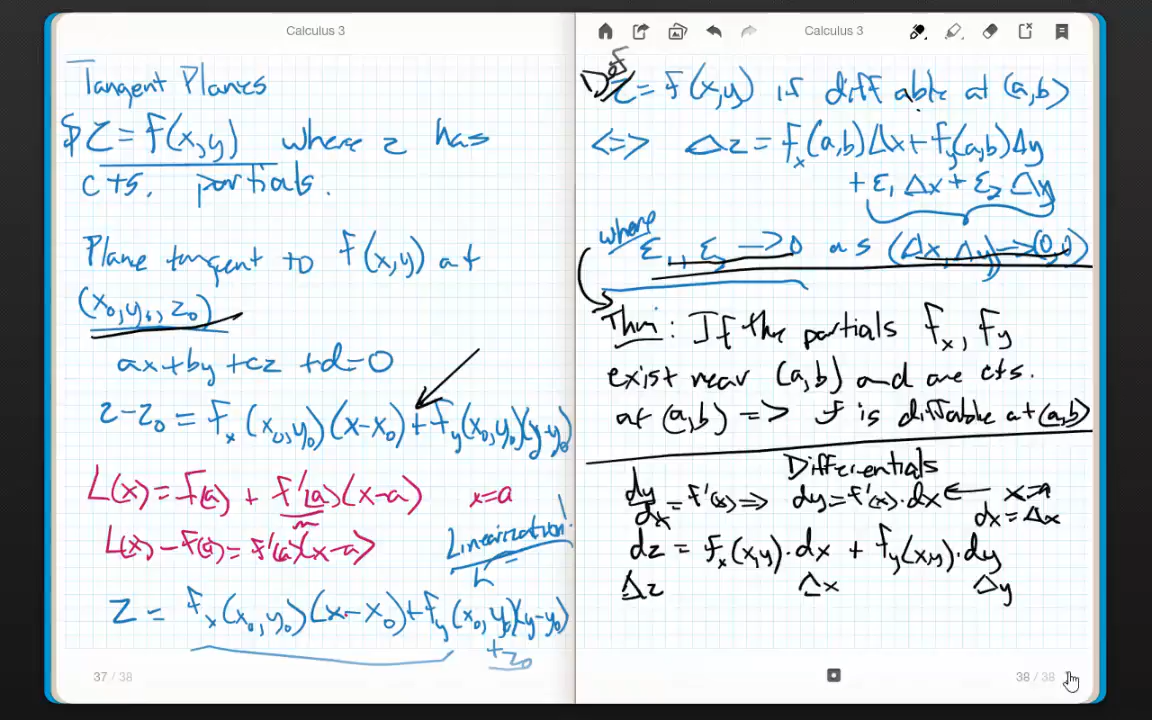 Calculus 3
Tangent Planes
$ Z = f(x,y) where z has
cts. partials.
Plane tangent to f(x,y) at
(x₀,y₀,z₀)
ax+by+cz+d=0
z-z₀ = fₓ(x₀,y₀)(x-x₀)+f_y(x₀,y₀)(y-y₀)
L(x)=f(a) + f'(a)(x-a) x=a
m
L(x)-f(a)=f'(a)(x-a)
Linearization!
L
Z = fₓ(x₀,y₀)(x-x₀)+f_y(x₀,y₀)(y-y₀)
+z₀
37 / 38
Calculus 3
Def z=f(x,y) is diffable at (a,b)
<=> Δz=fₓ(a,b)Δx+f_y(a,b)Δy
+ε₁Δx+ε₂Δy
where
ε₁, ε₂ → 0 as (Δx,Δy)→(0,0)
Thm: If the partials fₓ, f_y
exist near (a,b) and are cts.
at (a,b) => f is diffable at (a,b)
Differentials
dy/dx = f'(x) => dy=f'(x)·dx ← x=a
dx=Δx
dz = fₓ(x,y)·dx + f_y(x,y)·dy
Δz Δx Δy
38 / 38